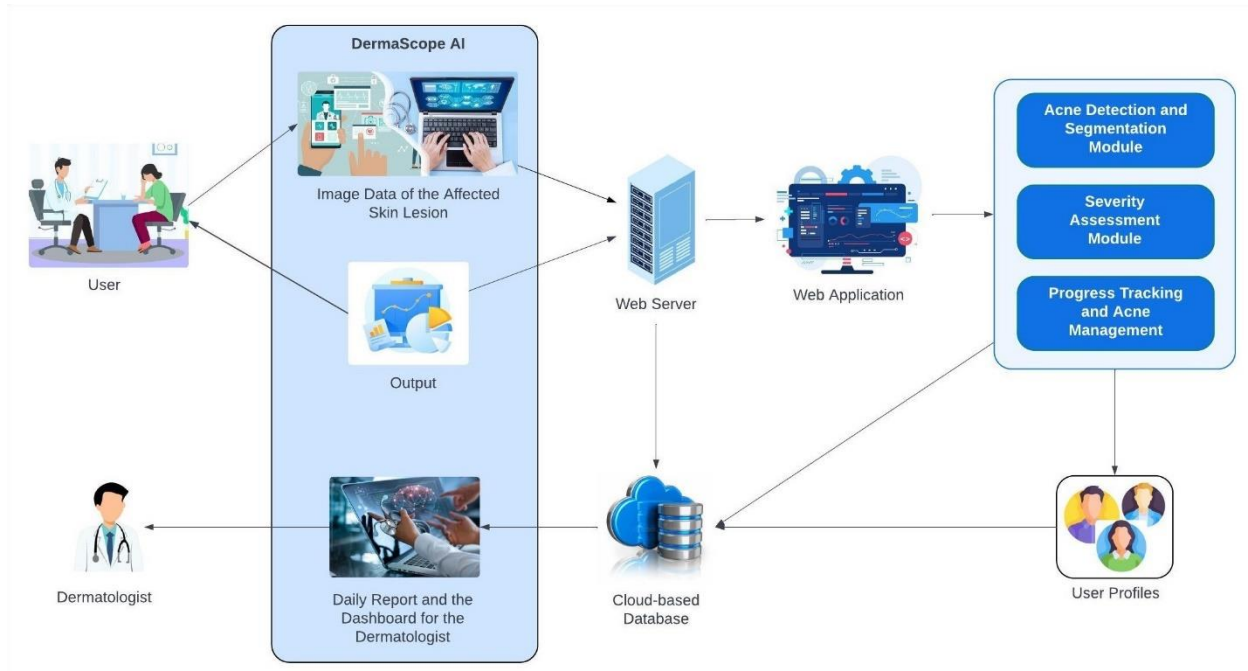 DermaScope AI
Image Data of the Affected
Skin Lesion
User
Output
Web Server
Web Application
Acne Detection and
Segmentation
Module
Severity
Assessment
Module
Progress Tracking
and Acne
Management
Dermatologist
Daily Report and the
Dashboard for the
Dermatologist
Cloud-based
Database
User Profiles